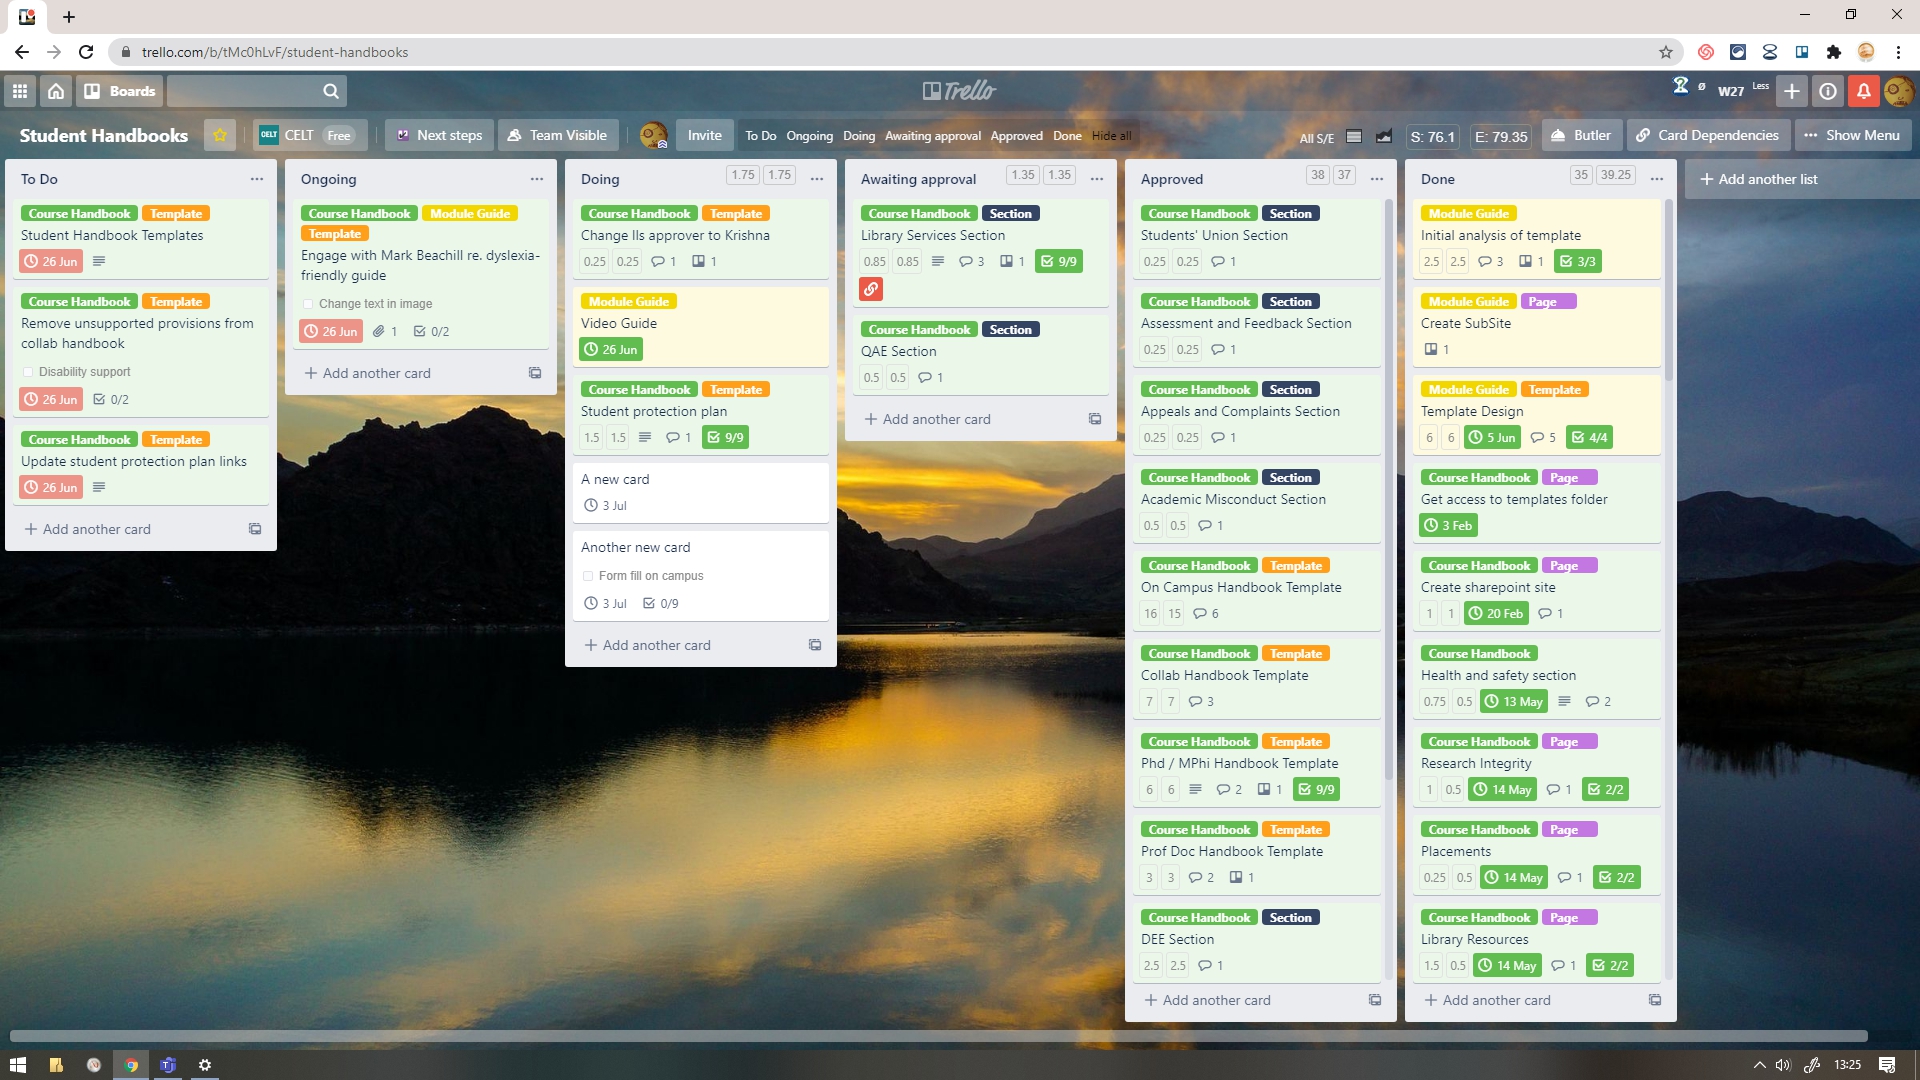 trello.com/b/tMc0hLvF/student-handbooks
Boards
Trello
ø W27 Less
Student Handbooks
CELT CELT Free
Next steps
Team Visible
Invite
To Do Ongoing Doing Awaiting approval Approved Done Hide all
All S/E
S: 76.1
E: 79.35
Butler
Card Dependencies
Show Menu
To Do
Course Handbook Template
Student Handbook Templates
26 Jun
Course Handbook Template
Remove unsupported provisions from
collab handbook
Disability support
26 Jun 0/2
Course Handbook Template
Update student protection plan links
26 Jun
+ Add another card
Ongoing
Course Handbook Module Guide
Template
Engage with Mark Beachill re. dyslexia-
friendly guide
Change text in image
26 Jun 1 0/2
+ Add another card
Doing 1.75 1.75
Course Handbook Template
Change IIs approver to Krishna
0.25 0.25 1 1
Module Guide
Video Guide
26 Jun
Course Handbook Template
Student protection plan
1.5 1.5 1 9/9
A new card
3 Jul
Another new card
Form fill on campus
3 Jul 0/9
+ Add another card
Awaiting approval 1.35 1.35
Course Handbook Section
Library Services Section
0.85 0.85 3 1 9/9
Course Handbook Section
QAE Section
0.5 0.5 1
+ Add another card
Approved 38 37
Course Handbook Section
Students' Union Section
0.25 0.25 1
Course Handbook Section
Assessment and Feedback Section
0.25 0.25 1
Course Handbook Section
Appeals and Complaints Section
0.25 0.25 1
Course Handbook Section
Academic Misconduct Section
0.5 0.5 1
Course Handbook Template
On Campus Handbook Template
16 15 6
Course Handbook Template
Collab Handbook Template
7 7 3
Course Handbook Template
Phd / MPhi Handbook Template
6 6 2 1 9/9
Course Handbook Template
Prof Doc Handbook Template
3 3 2 1
Course Handbook Section
DEE Section
2.5 2.5 1
+ Add another card
Done 35 39.25
Module Guide
Initial analysis of template
2.5 2.5 3 1 3/3
Module Guide Page
Create SubSite
1
Module Guide Template
Template Design
6 6 5 Jun 5 4/4
Course Handbook Page
Get access to templates folder
3 Feb
Course Handbook Page
Create sharepoint site
1 1 20 Feb 1
Course Handbook
Health and safety section
0.75 0.5 13 May 2
Course Handbook Page
Research Integrity
1 0.5 14 May 1 2/2
Course Handbook Page
Placements
0.25 0.5 14 May 1 2/2
Course Handbook Page
Library Resources
1.5 0.5 14 May 1 2/2
+ Add another card
+ Add another list
13:25